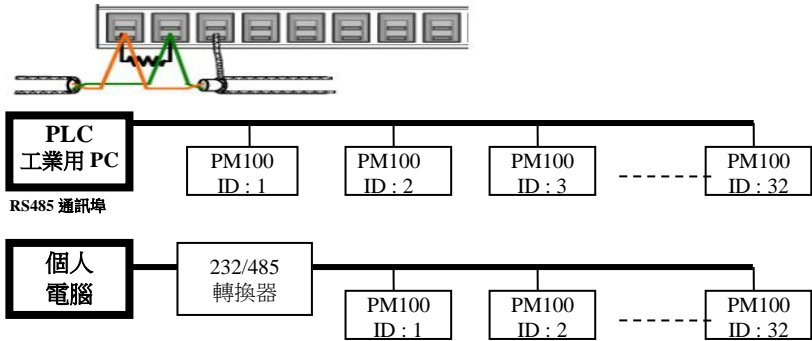 PLC
工業用 PC
RS485 通訊埠
PM100
ID : 1
PM100
ID : 2
PM100
ID : 3
PM100
ID : 32
個人
電腦
232/485
轉換器
PM100
ID : 1
PM100
ID : 2
PM100
ID : 32